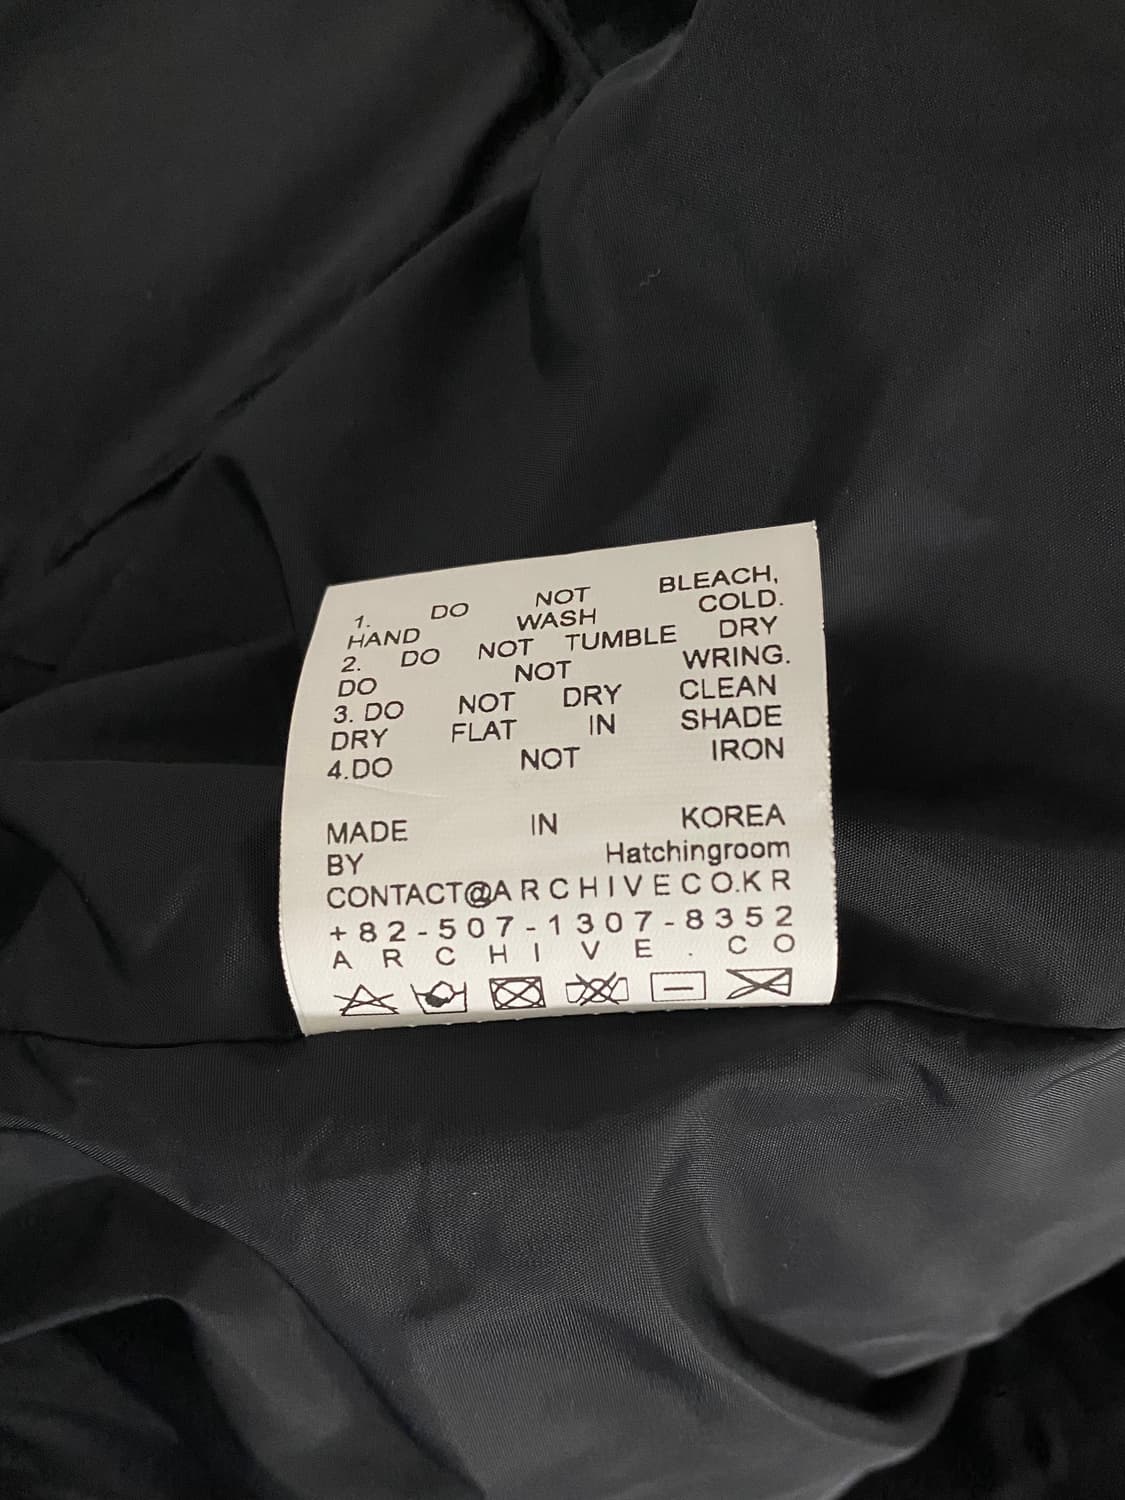 1. DO NOT BLEACH,
HAND WASH COLD.
2. DO NOT TUMBLE DRY
DO NOT WRING.
3. DO NOT DRY CLEAN
DRY FLAT IN SHADE
4.DO NOT IRON
MADE IN KOREA
BY Hatchingroom
CONTACT@ARCHIVECO.KR
+82-507-1307-8352
ARCHIVE.CO